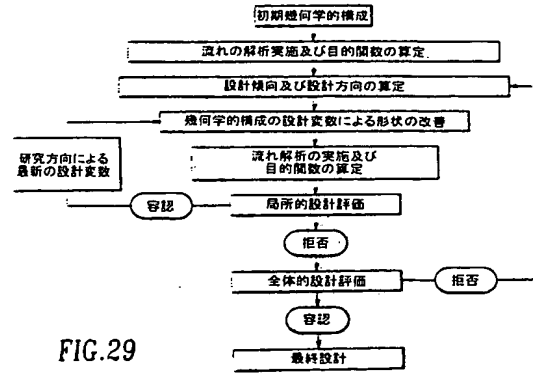 初期幾何学的構成
流れの解析実施及び目的関数の算定
設計傾向及び設計方向の算定
幾何学的構成の設計変数による形状の改善
研究方向による
最新の設計変数
流れ解析の実施及び
目的関数の算定
容認
局所的設計評価
拒否
全体的設計評価
拒否
容認
最終設計
FIG.29